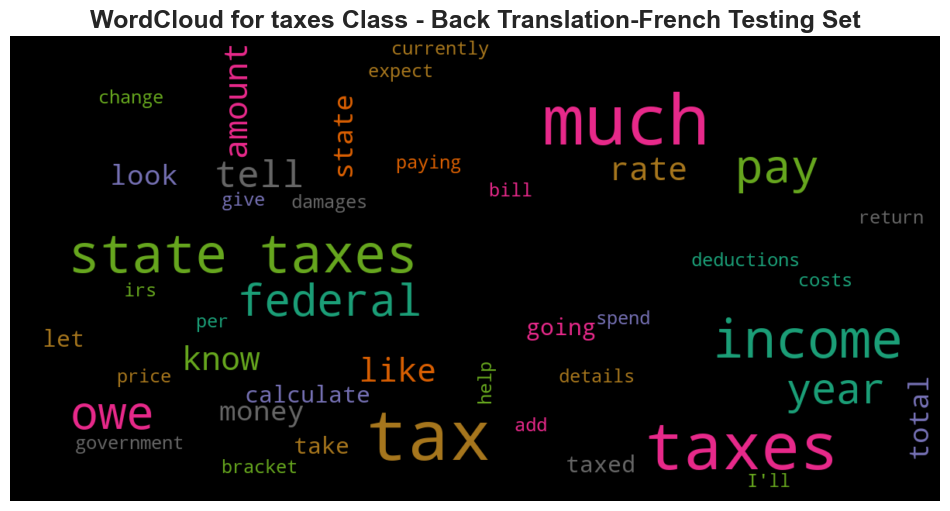 WordCloud for taxes Class - Back Translation-French Testing Set
currently
expect
amount
change
state
much
paying
rate
pay
look
tell
bill
give
damages
return
state taxes
deductions
costs
irs
federal
per
going
spend
let
income
know
like
price
calculate
help
details
year
total
owe
money
add
tax
taxes
government
take
bracket
taxed
I'll